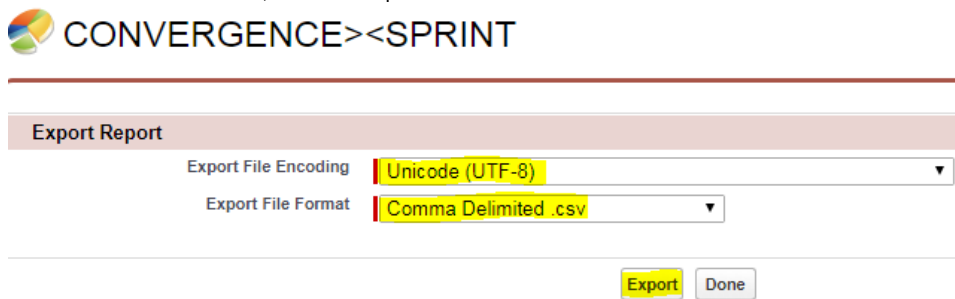 CONVERGENCE><SPRINT
Export Report
Export File Encoding Unicode (UTF-8)
Export File Format Comma Delimited .csv
Export Done